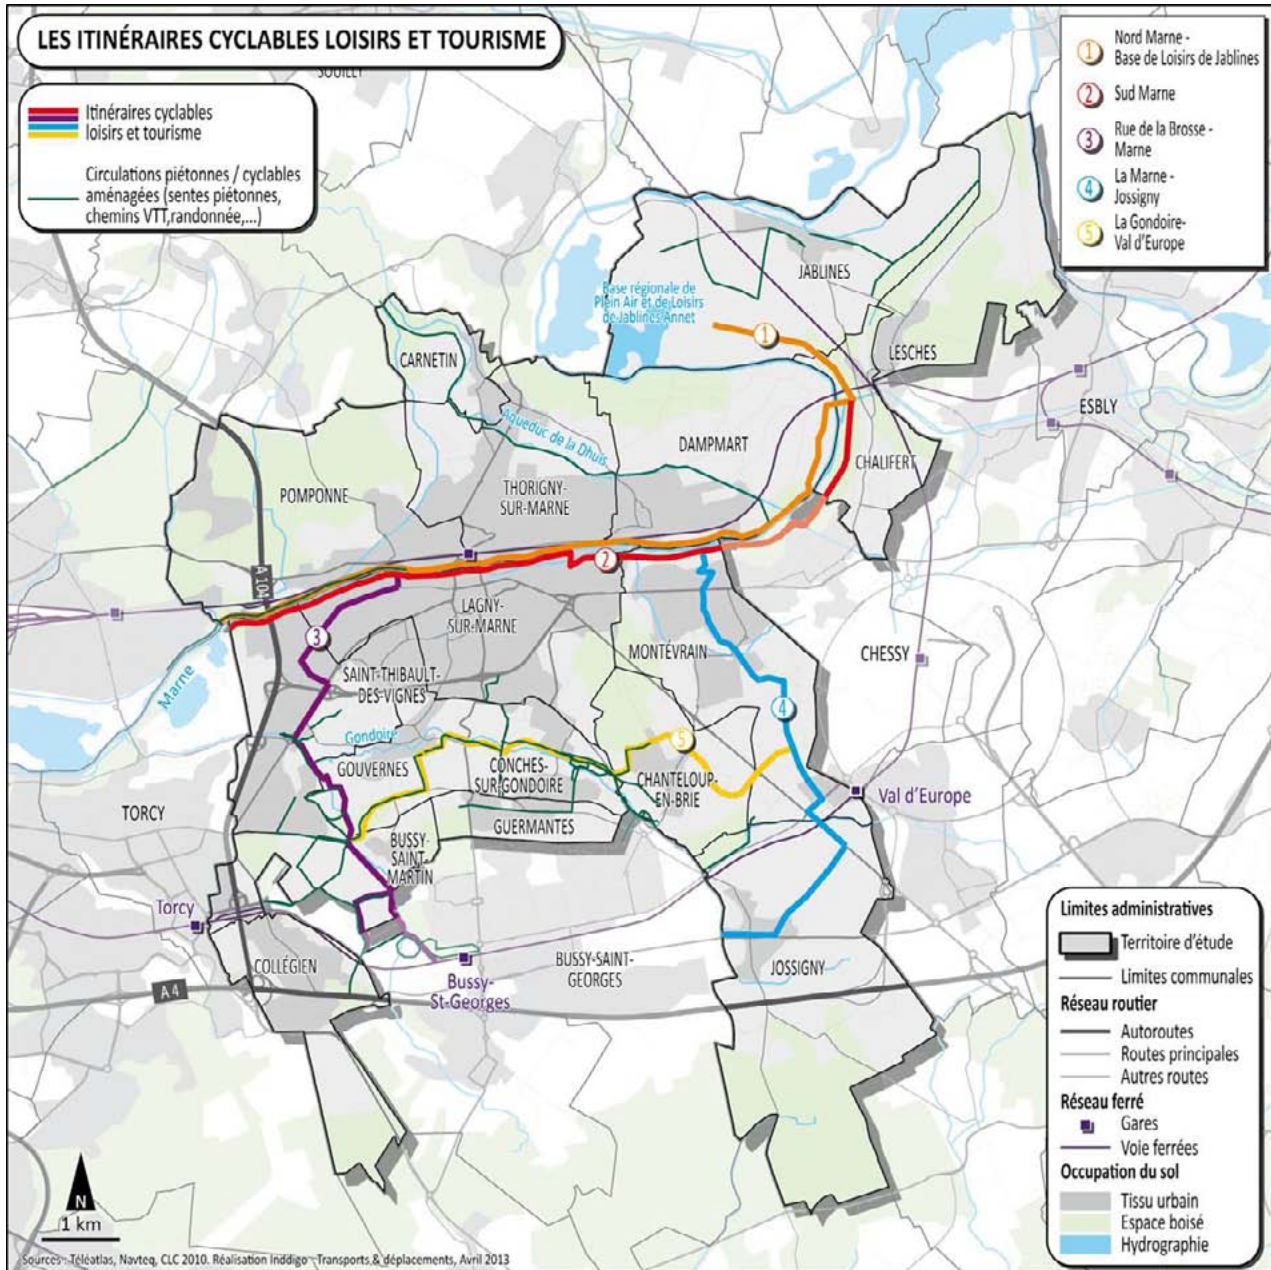 LES ITINÉRAIRES CYCLABLES LOISIRS ET TOURISME
SOUILLY
Itinéraires cyclables
loisirs et tourisme
Circulations piétonnes / cyclables
aménagées (sentes piétonnes,
chemins VTT,randonnée,...)
1 Nord Marne -
Base de Loisirs de Jablines
2 Sud Marne
3 Rue de la Brosse -
Marne
4 La Marne -
Jossigny
5 La Gondoire-
Val d'Europe
JABLINES
Base régionale de
Plein Air et de Loisirs
de Jablines Annet
1
LESCHES
CARNETIN
ESBLY
Aqueduc de la Dhuis
DAMPMART
CHALIFERT
POMPONNE
THORIGNY-
SUR-MARNE
2
A 104
LAGNY-
SUR-MARNE
3
MONTÉVRAIN
CHESSY
SAINT-THIBAULT-
DES-VIGNES
Marne
4
Gondoire
5
GOUVERNES
CONCHES-
SUR-GONDOIRE
CHANTELOUP-
EN-BRIE
Val d'Europe
TORCY
GUERMANTES
BUSSY-
SAINT-
MARTIN
Torcy
COLLÉGIEN
BUSSY-SAINT-
GEORGES
JOSSIGNY
Bussy-
St-Georges
A 4
Limites administratives
Territoire d'étude
Limites communales
Réseau routier
Autoroutes
Routes principales
Autres routes
Réseau ferré
Gares
Voie ferrées
Occupation du sol
Tissu urbain
Espace boisé
Hydrographie
N
1 km
Sources : Téléatlas, Navteq, CLC 2010. Réalisation Inddigo - Transports & déplacements, Avril 2013